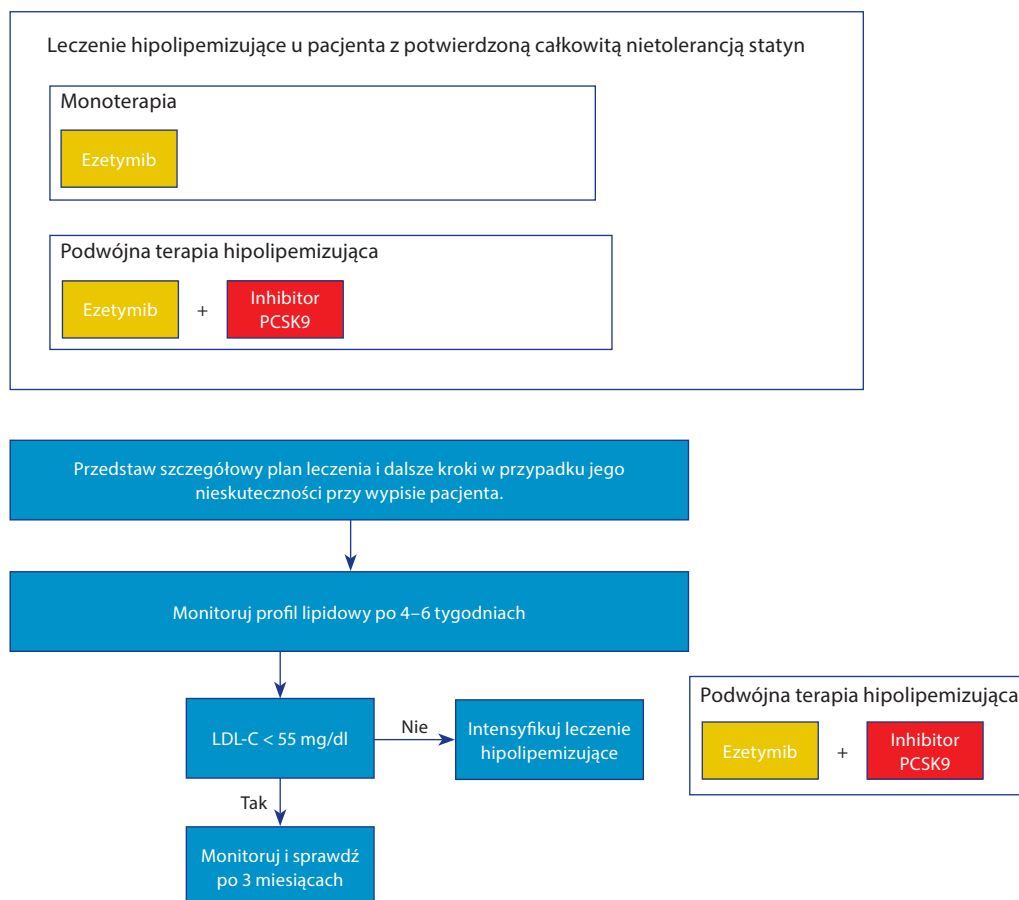 Leczenie hipolipemizujące u pacjenta z potwierdzoną całkowitą nietolerancją statyn
Monoterapia
Ezetymib
Podwójna terapia hipolipemizująca
Ezetymib
+
Inhibitor
PCSK9
Przedstaw szczegółowy plan leczenia i dalsze kroki w przypadku jego
nieskuteczności przy wypisie pacjenta.
Monitoruj profil lipidowy po 4–6 tygodniach
LDL-C < 55 mg/dl
Nie
Intensyfikuj leczenie
hipolipemizujące
Podwójna terapia hipolipemizująca
Ezetymib
+
Inhibitor
PCSK9
Tak
Monitoruj i sprawdź
po 3 miesiącach